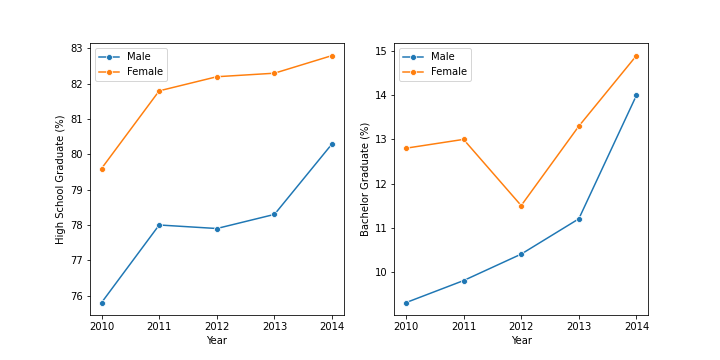 Male
Female
83
82
81
80
79
78
77
76
High School Graduate (%)
2010 2011 2012 2013 2014
Year
Male
Female
15
14
13
12
11
10
Bachelor Graduate (%)
2010 2011 2012 2013 2014
Year